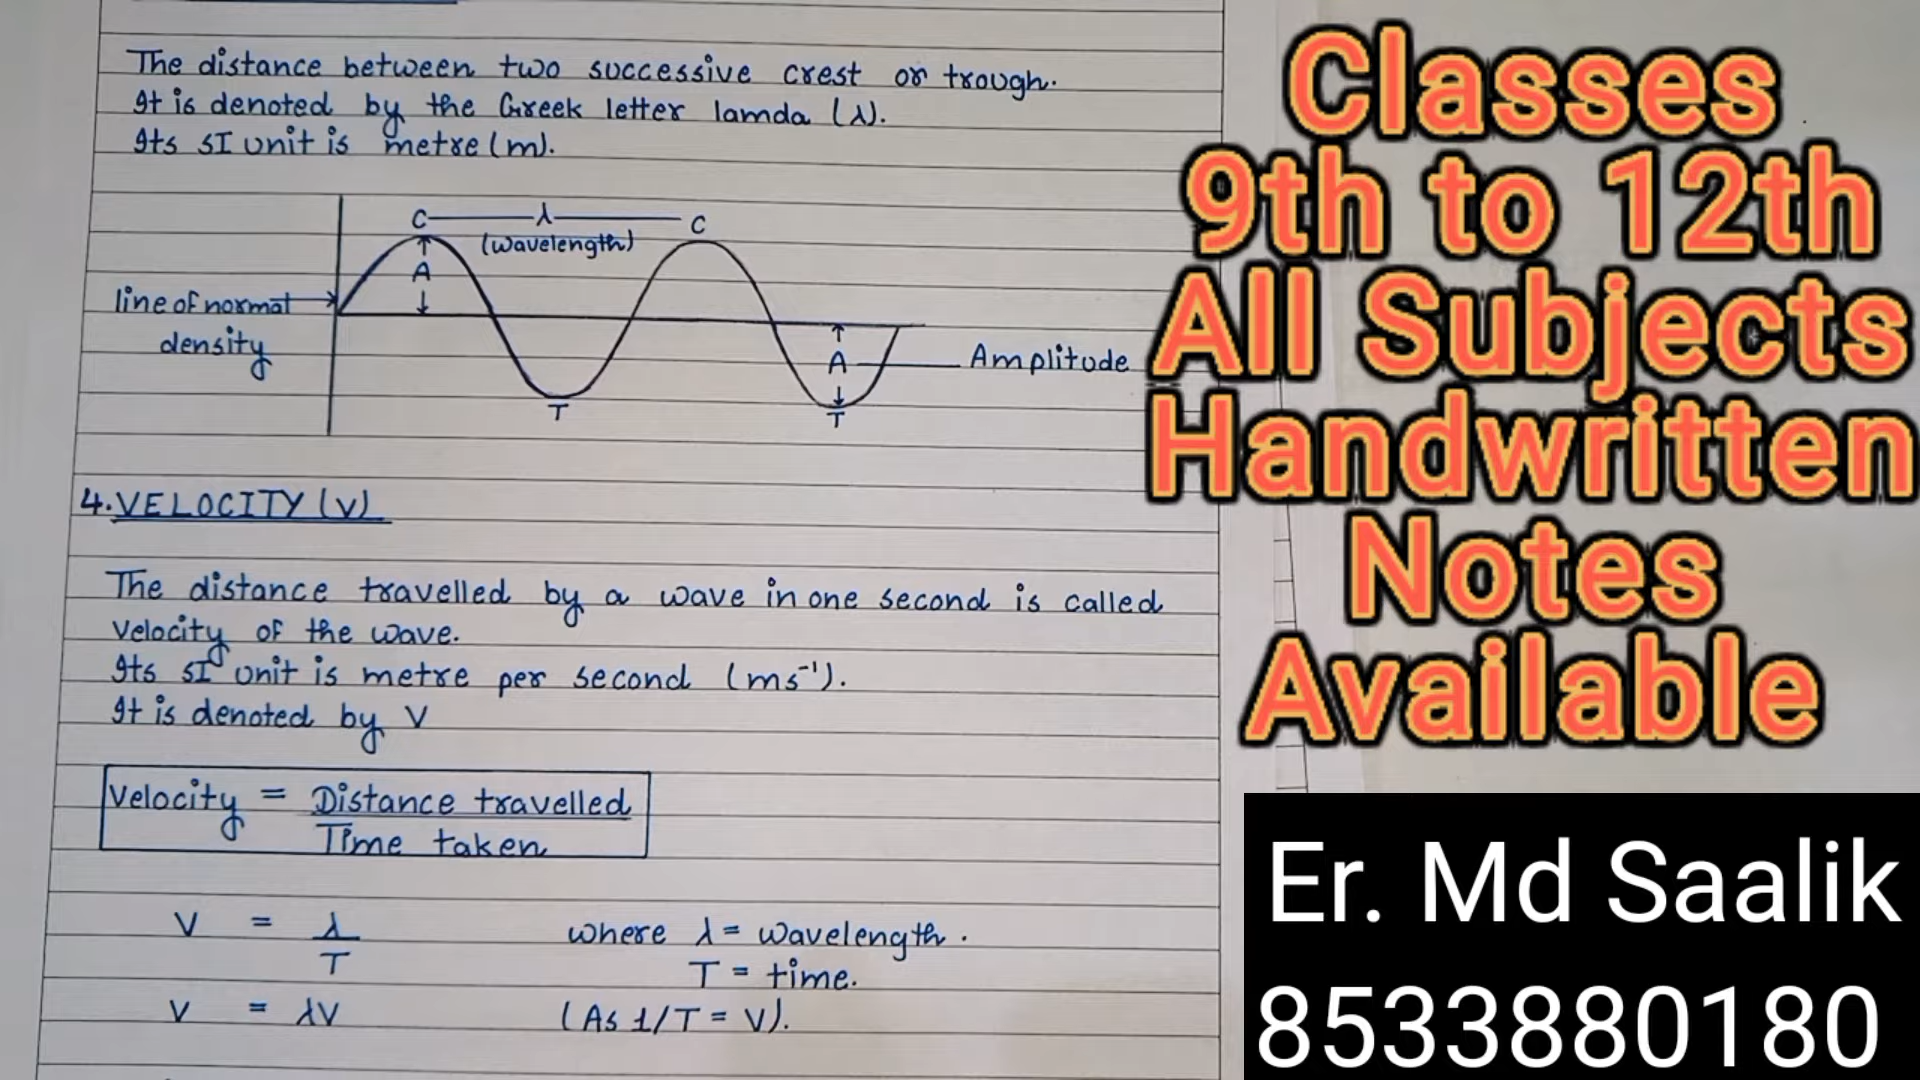 The distance between two successive crest or trough.
It is denoted by the Greek letter lamda (λ).
Its SI unit is metre (m).
C λ C
(wavelength)
A
line of normal
density
A
Amplitude
T
T
4. VELOCITY (V)
The distance travelled by a wave in one second is called
velocity of the wave.
Its SI unit is metre per second (ms⁻¹).
It is denoted by V
Velocity = Distance travelled
Time taken
V = λ
T
where λ = wavelength.
T = time.
V = λV
(As 1/T = V).
Classes
9th to 12th
All Subjects
Handwritten
Notes
Available
Er. Md Saalik
8533880180